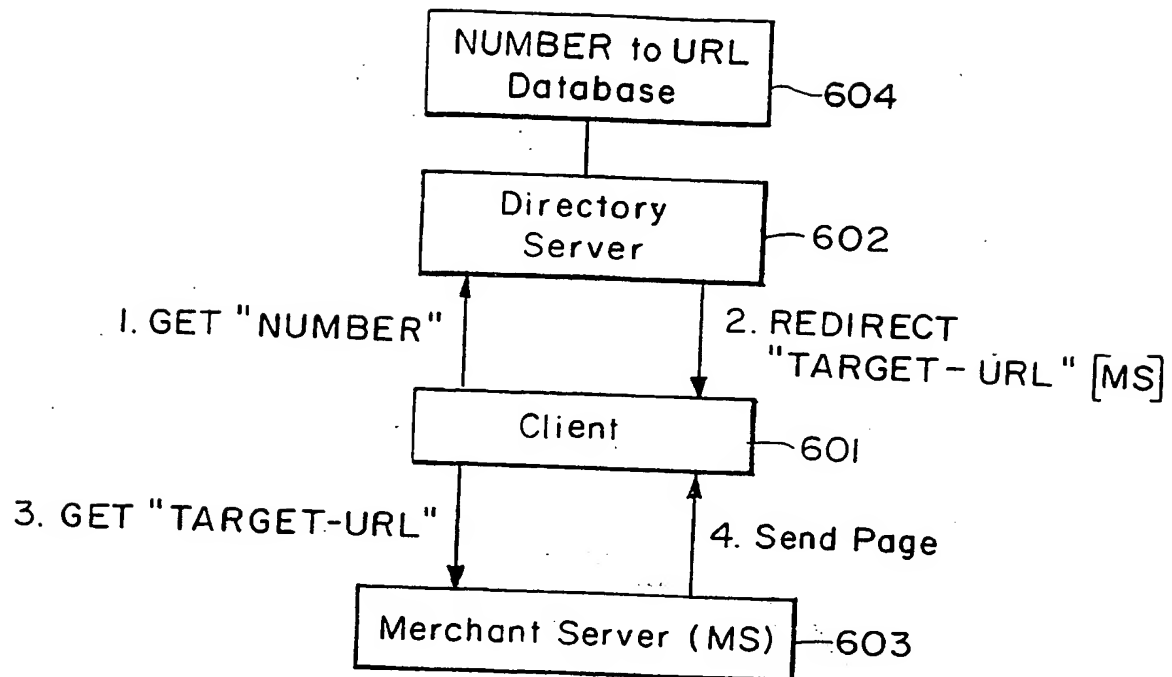 NUMBER to URL
Database
604
Directory
Server
602
1. GET "NUMBER"
2. REDIRECT
"TARGET-URL" [MS]
Client
601
3. GET "TARGET-URL"
4. Send Page
Merchant Server (MS)
603